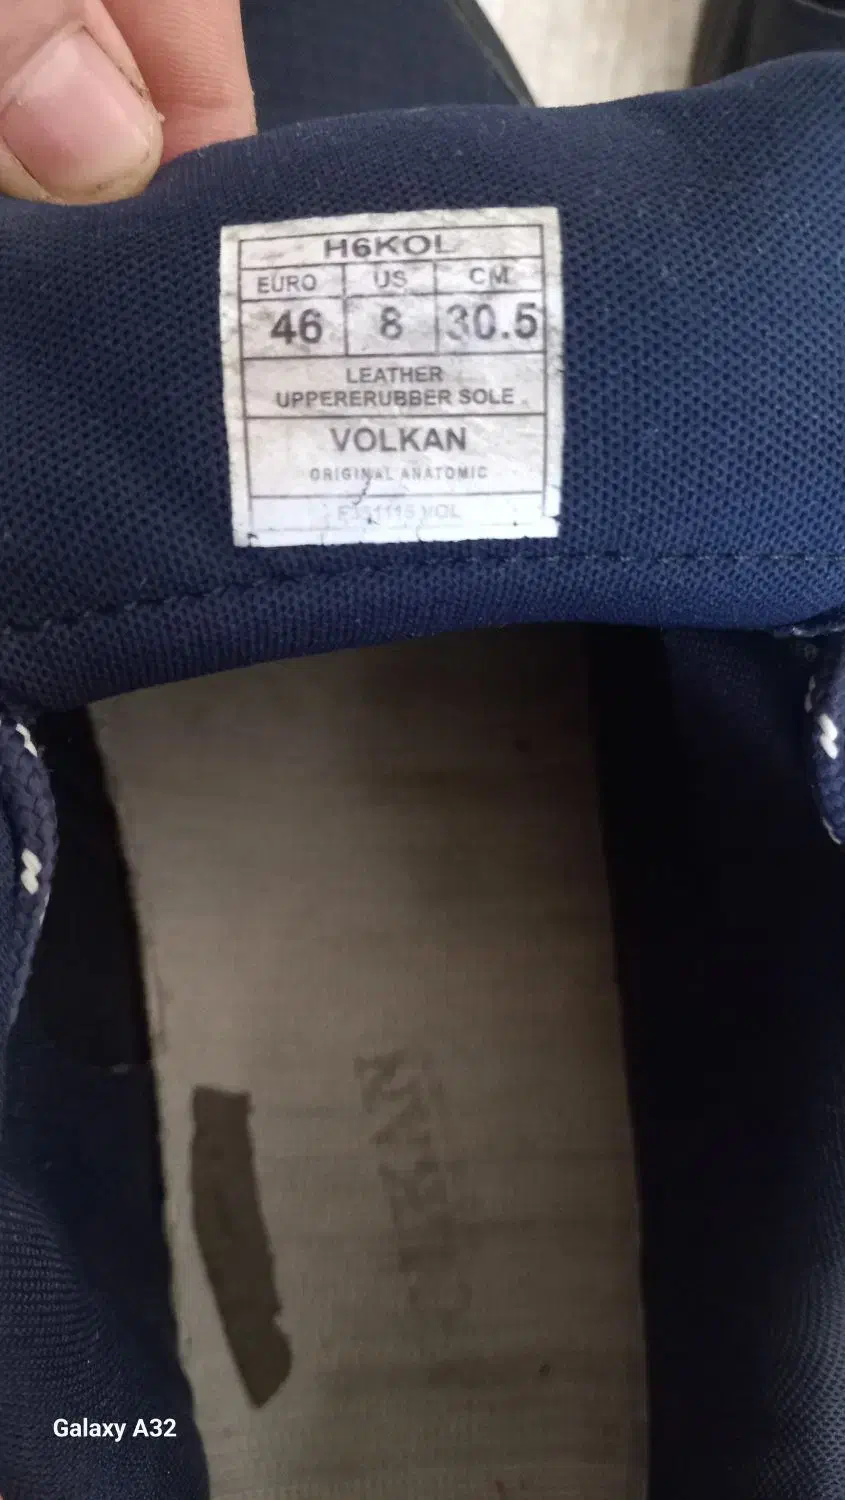 H6KOL
EURO US CM
46 8 30.5
LEATHER
UPPERERUBBER SOLE
VOLKAN
ORIGINAL ANATOMIC
Galaxy A32